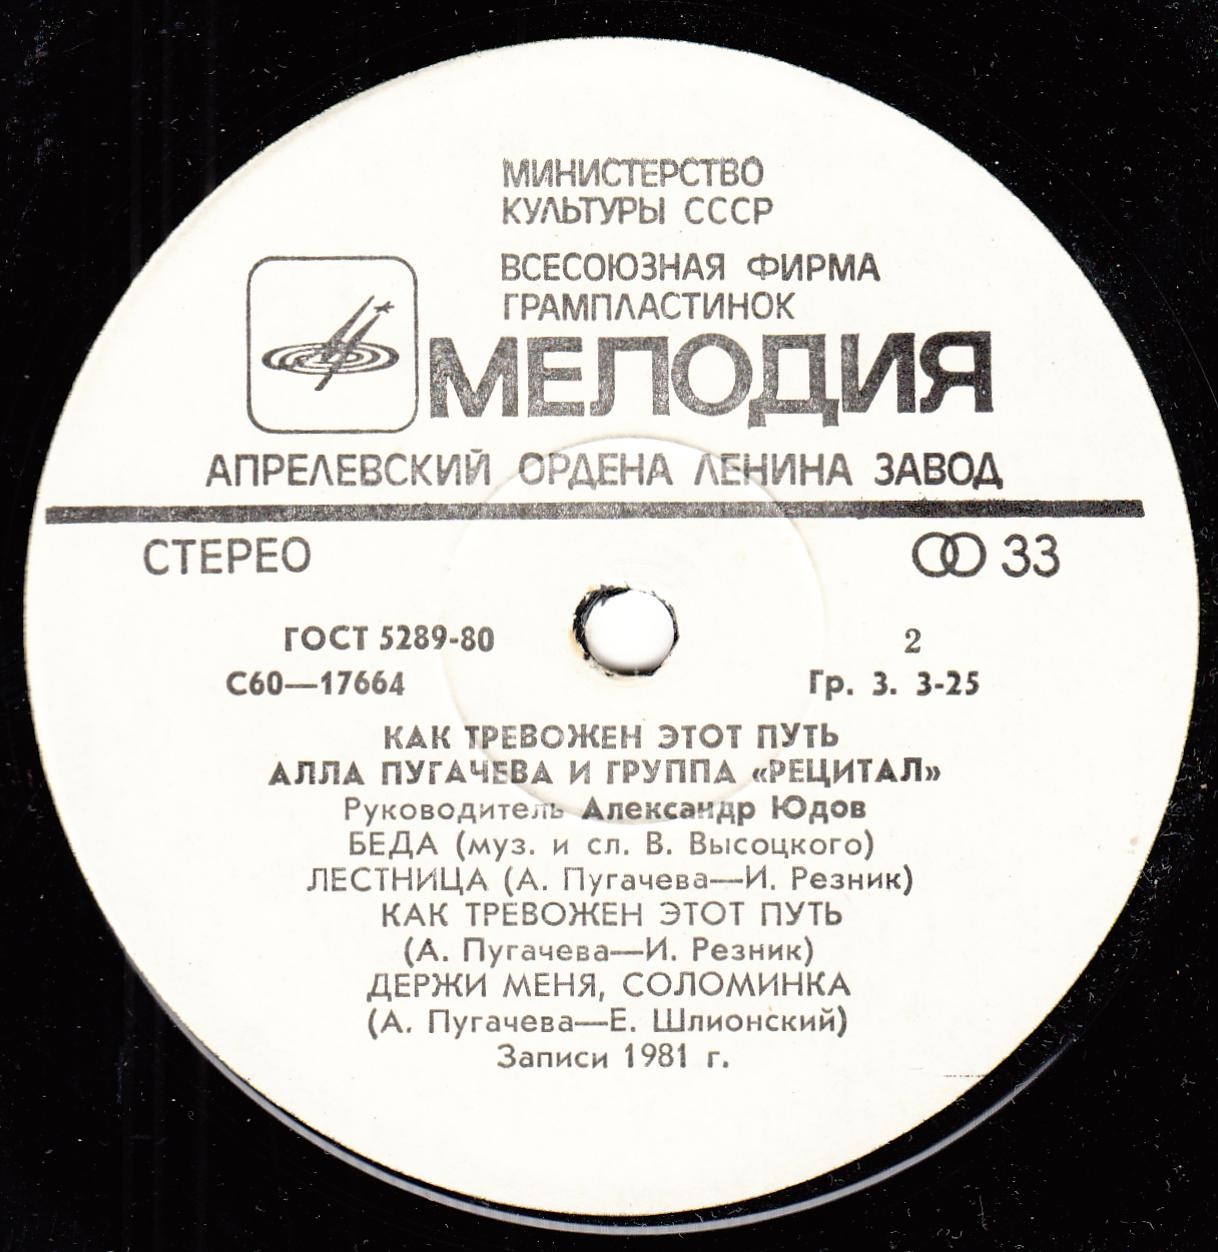 МИНИСТЕРСТВО
КУЛЬТУРЫ СССР
ВСЕСОЮЗНАЯ ФИРМА
ГРАМПЛАСТИНОК
МЕЛОДИЯ
АПРЕЛЕВСКИЙ ОРДЕНА ЛЕНИНА ЗАВОД
СТЕРЕО
33
ГОСТ 5289-80
2
С60—17664
Гр. 3. 3-25
КАК ТРЕВОЖЕН ЭТОТ ПУТЬ
АЛЛА ПУГАЧЕВА И ГРУППА «РЕЦИТАЛ»
Руководитель Александр Юдов
БЕДА (муз. и сл. В. Высоцкого)
ЛЕСТНИЦА (А. Пугачева—И. Резник)
КАК ТРЕВОЖЕН ЭТОТ ПУТЬ
(А. Пугачева—И. Резник)
ДЕРЖИ МЕНЯ, СОЛОМИНКА
(А. Пугачева—Е. Шлионский)
Записи 1981 г.